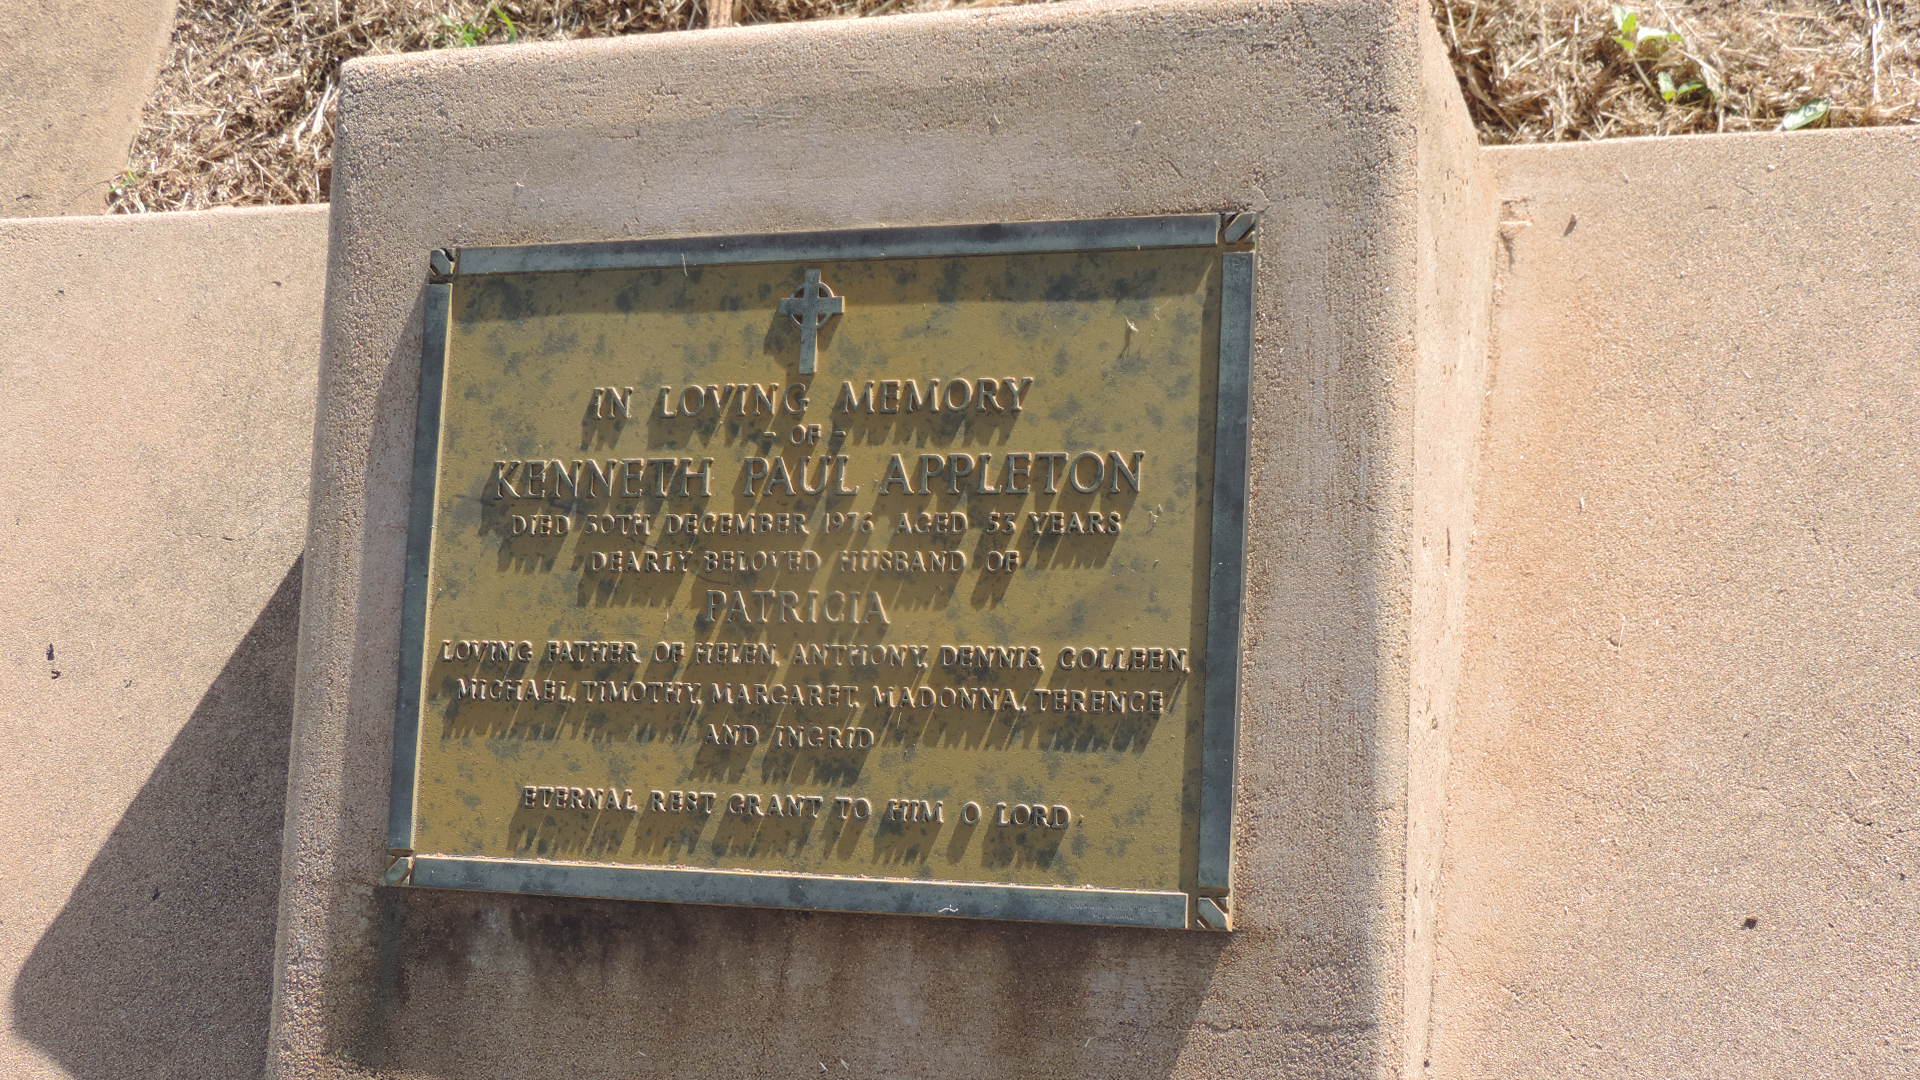 IN LOVING MEMORY
- OF -
KENNETH PAUL APPLETON
DIED 30TH DECEMBER 1976 AGED 53 YEARS
DEARLY BELOVED HUSBAND OF
PATRICIA
LOVING FATHER OF HELEN, ANTHONY, DENNIS, COLLEEN,
MICHAEL, TIMOTHY, MARGARET, MADONNA, TERENCE
AND INGRID
ETERNAL REST GRANT TO HIM O LORD